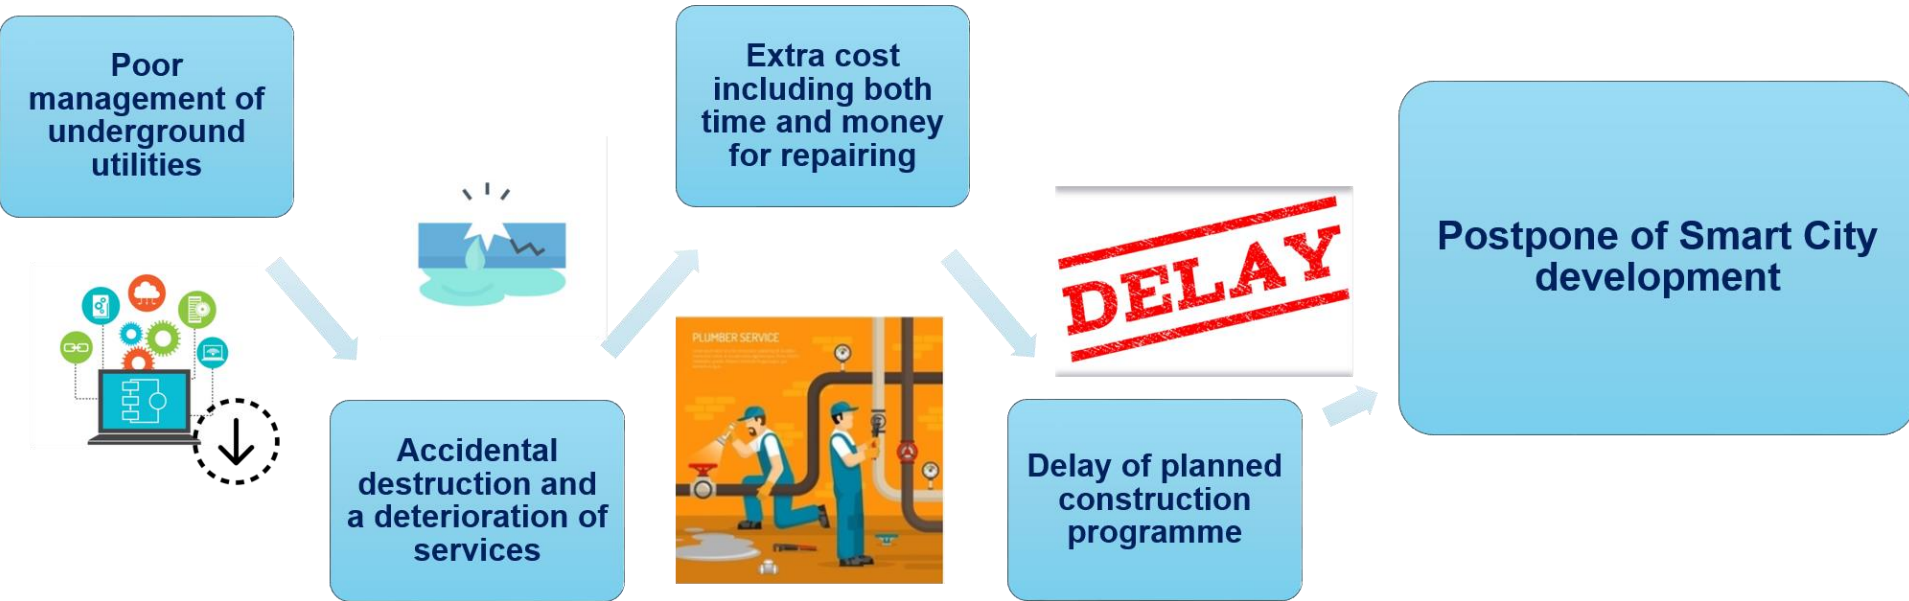 Poor
management of
underground
utilities
Accidental
destruction and
a deterioration of
services
Extra cost
including both
time and money
for repairing
PLUMBER SERVICE
DELAY
Delay of planned
construction
programme
Postpone of Smart City
development